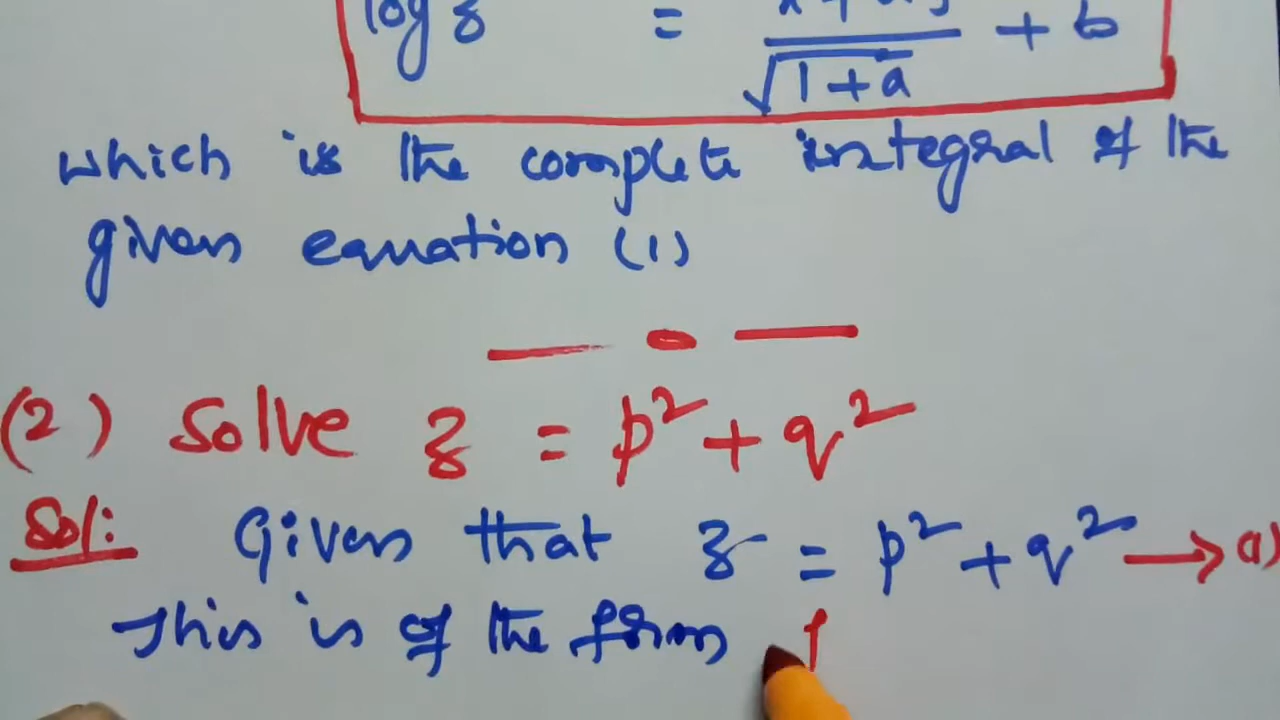 log z =  + b
√1+a
which is the complete integral of the
given equation (1)
(2) Solve z = p² + q²
Sol: Given that z = p² + q² → (1)
This is of the form f